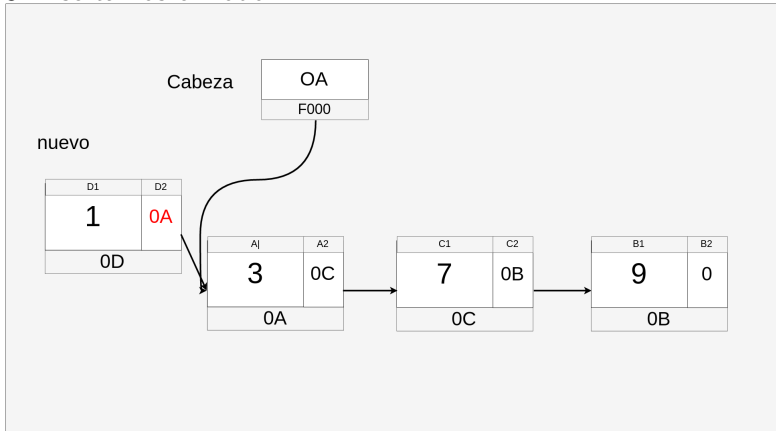 Cabeza
OA
F000
nuevo
D1 D2
1 0A
0D
A| A2
3 0C
0A
C1 C2
7 0B
0C
B1 B2
9 0
0B